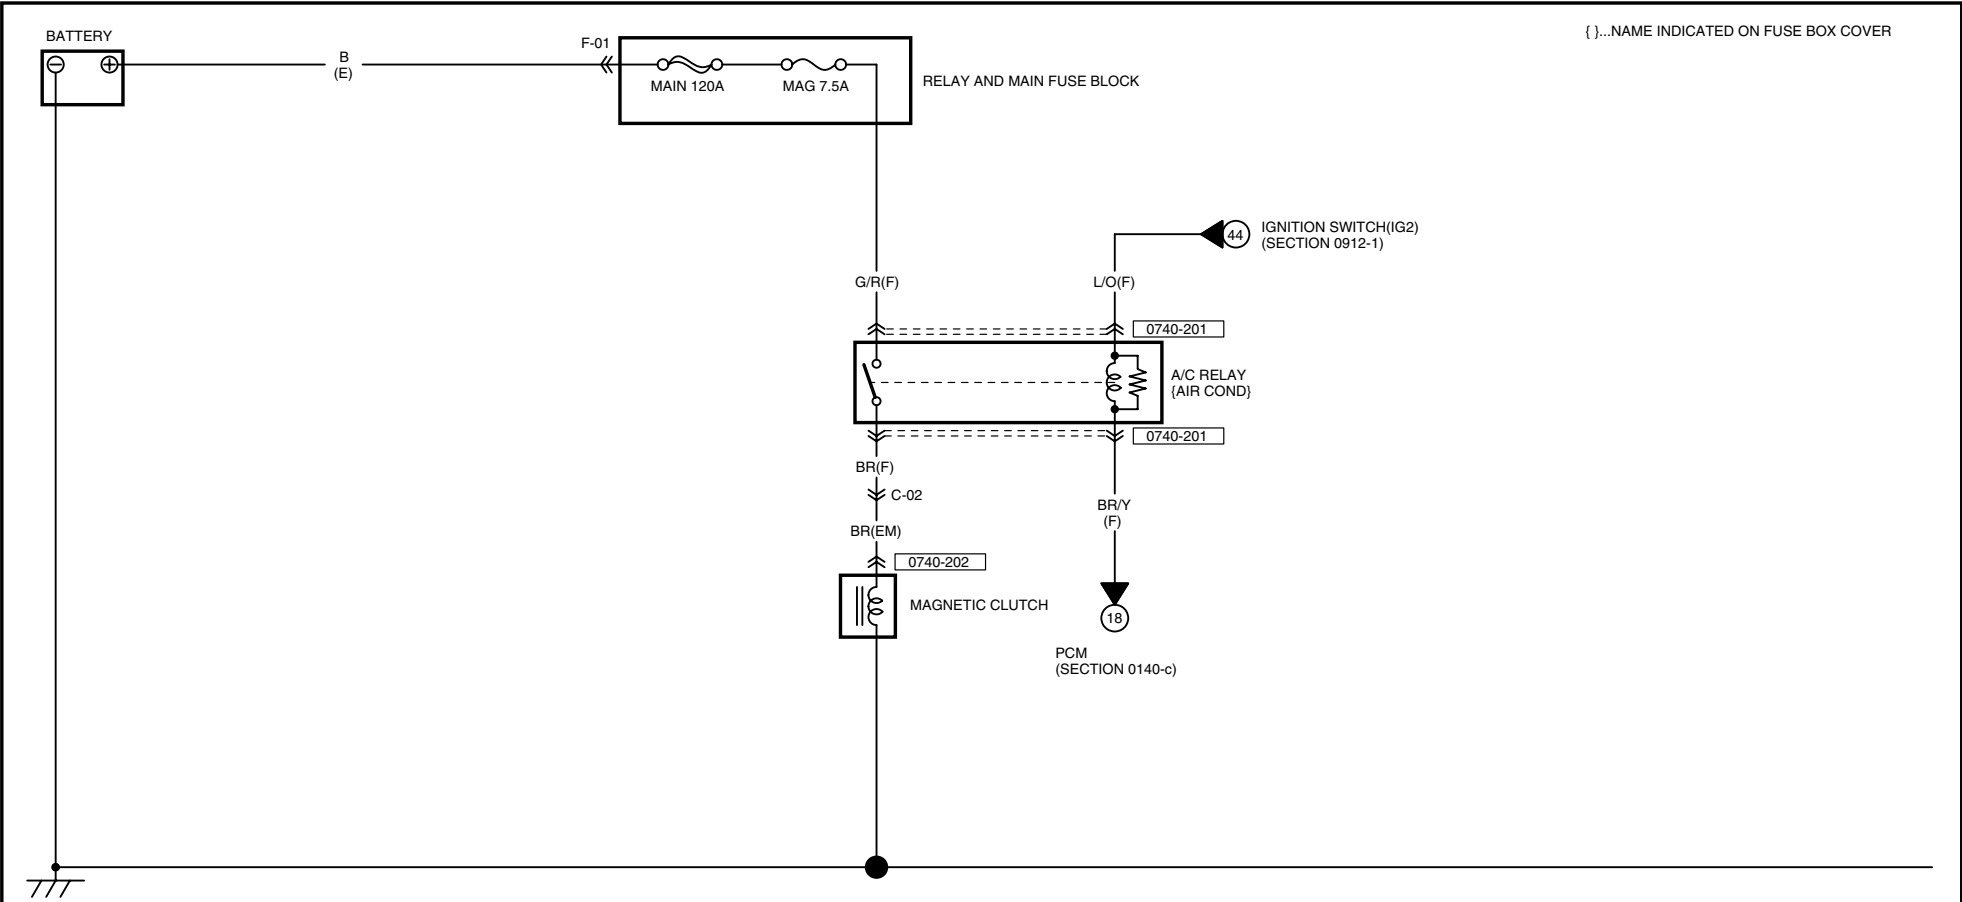 { }...NAME INDICATED ON FUSE BOX COVER
BATTERY
F-01
B
(E)
MAIN 120A
MAG 7.5A
RELAY AND MAIN FUSE BLOCK
44
IGNITION SWITCH(IG2)
(SECTION 0912-1)
G/R(F)
L/O(F)
0740-201
A/C RELAY
{AIR COND}
0740-201
BR(F)
C-02
BR/Y
(F)
BR(EM)
0740-202
MAGNETIC CLUTCH
18
PCM
(SECTION 0140-c)